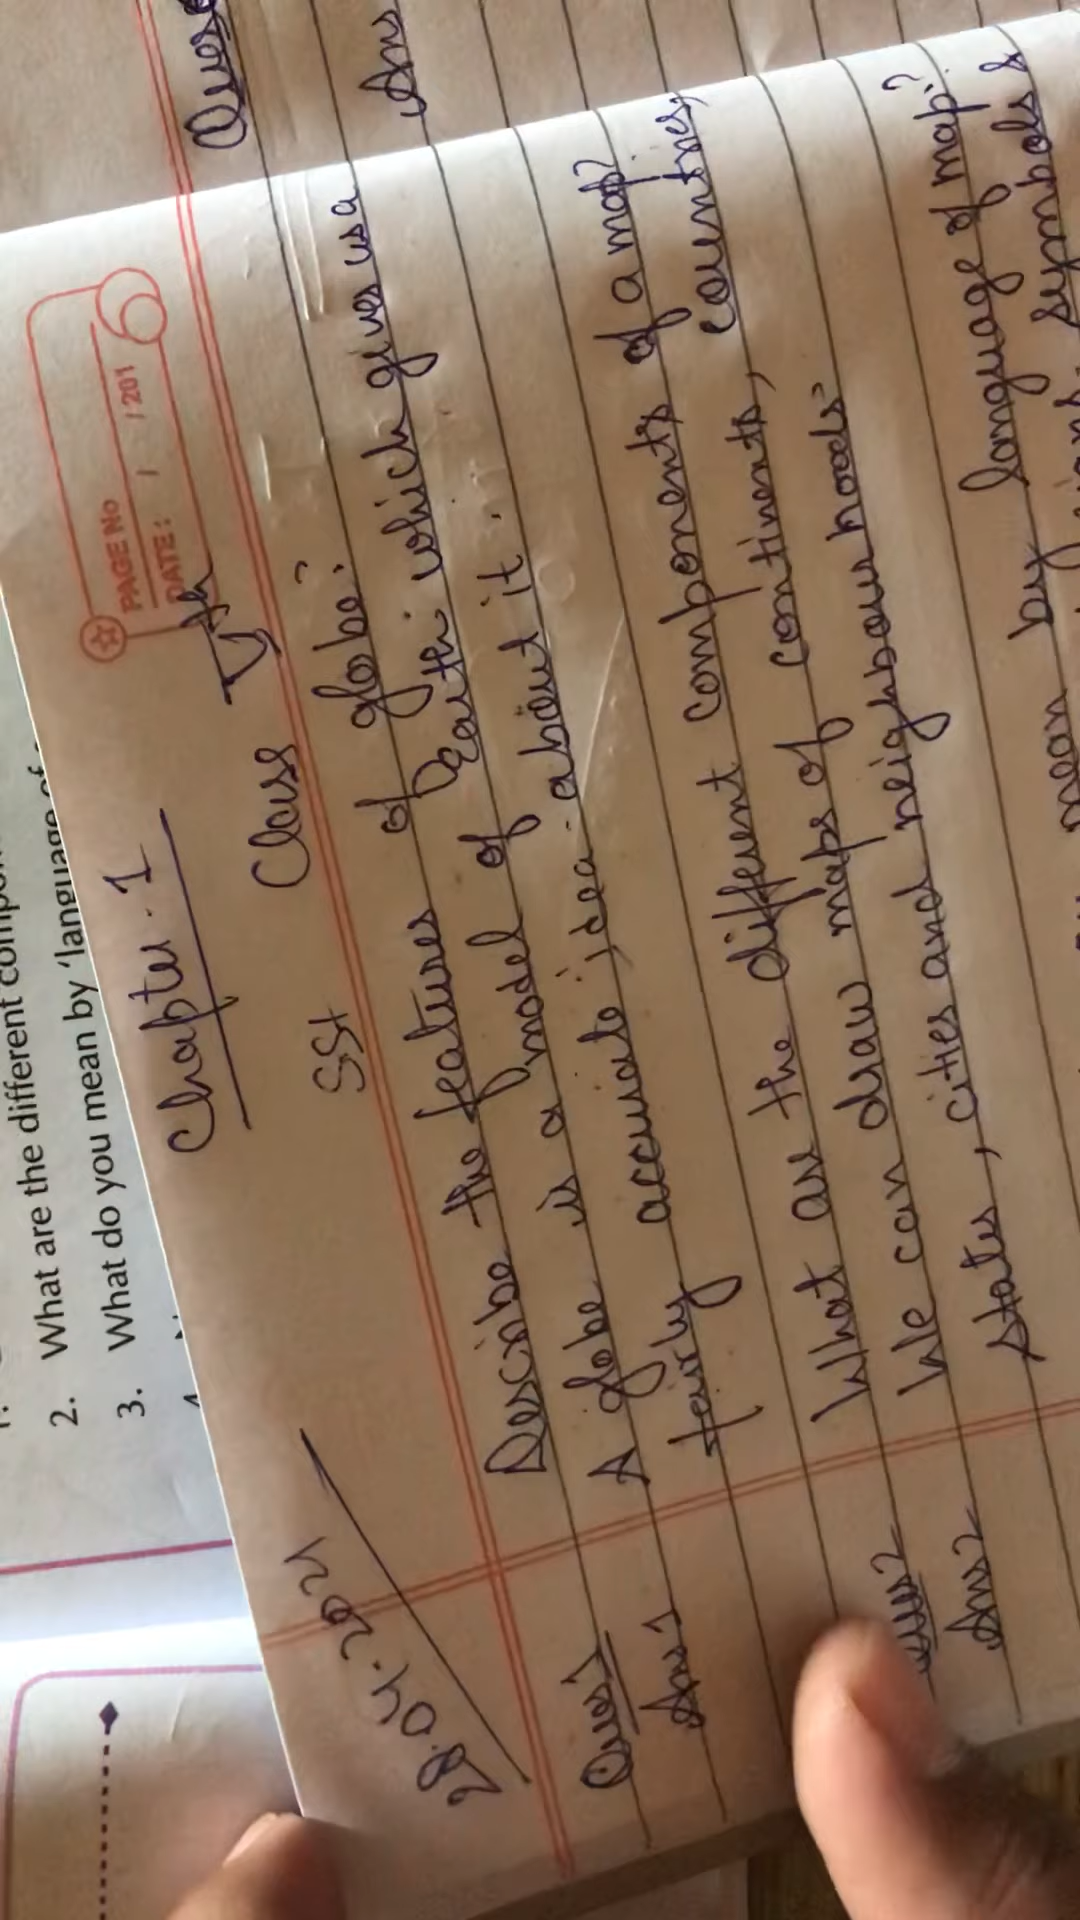 What are the different
2. What do you mean by 'language of
3.
PAGE No
DATE: / / 201
6
Chapter.1
28.04.2021
SSt Class Vth
Ques1 Describe the features of globe?
Ans1 A globe is a model of Earth which gives us a
fairly accurate idea about it.
Ques2 What are the different components of a map?
Ans2 We can draw maps of continents, countries,
states, cities and neighbourhoods.
mean by language of map?
symbols &
Ques
Ans